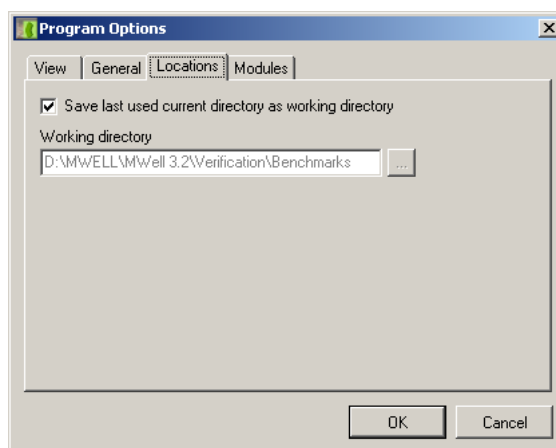 Program Options
View General Locations Modules
Save last used current directory as working directory
Working directory
D:\MWELL\MWell 3.2\Verification\Benchmarks ...
OK Cancel